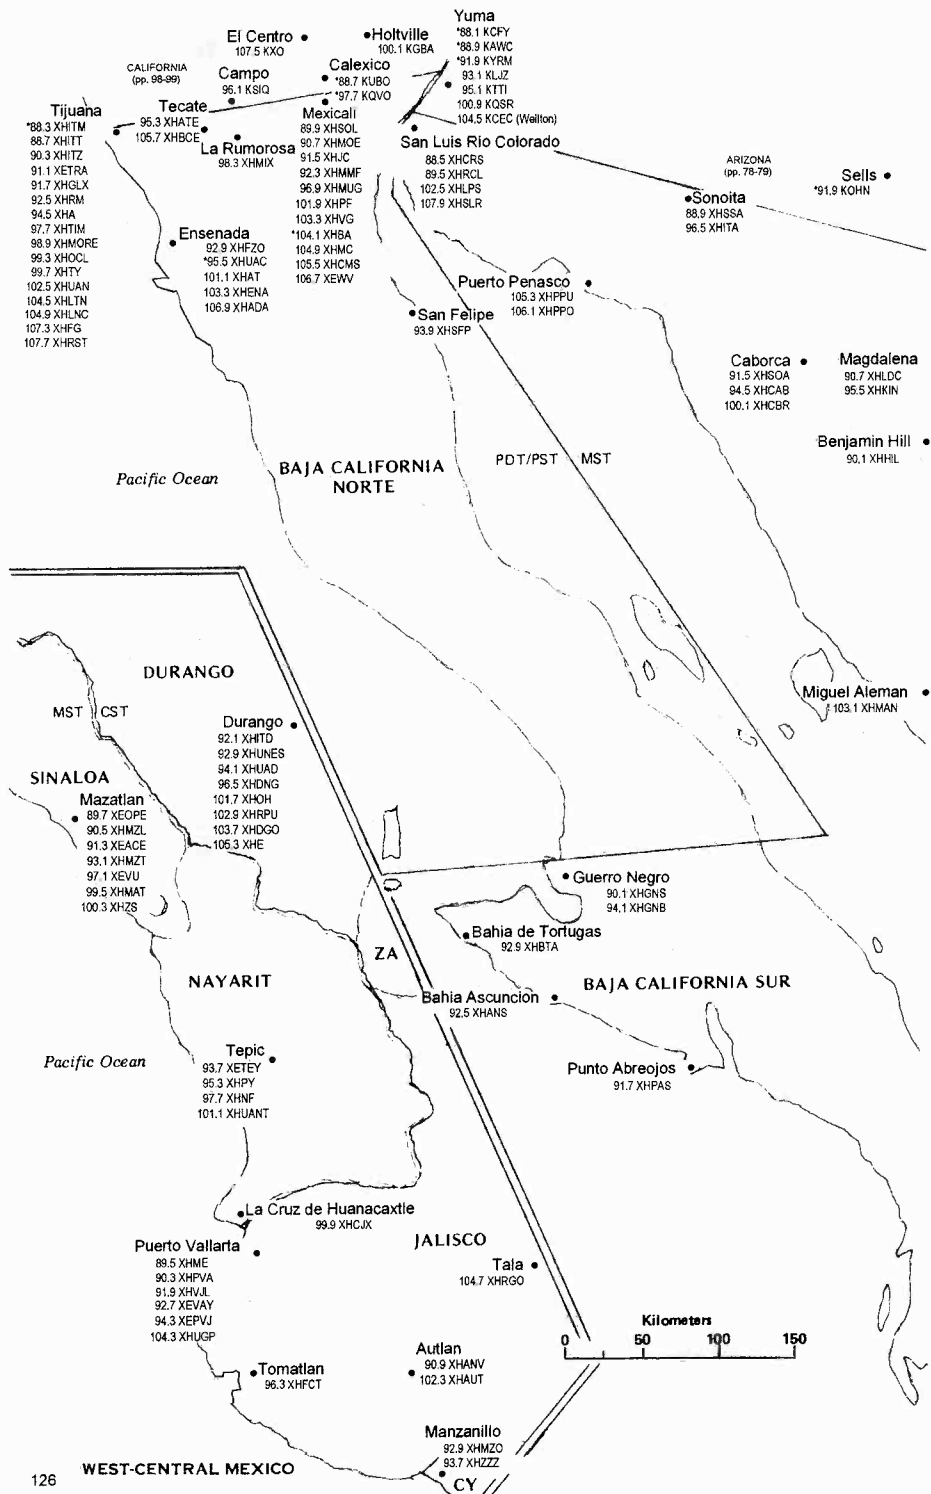 Yuma
*88.1 KCFY
*88.9 KAWC
*91.9 KYRM
93.1 KLJZ
95.1 KTTI
100.9 KQSR
104.5 KCEC (Wellton)
El Centro
107.5 KXO
Holtville
100.1 KGBA
CALIFORNIA
(pp. 98-99)
Calexico
*88.7 KUBO
*97.7 KQVO
Campo
96.1 KSIQ
Tijuana
*88.3 XHITM
88.7 XHITT
90.3 XHITZ
91.1 XETRA
91.7 XHGLX
92.5 XHRM
94.5 XHA
97.7 XHTIM
98.9 XHMORE
99.3 XHOCL
99.7 XHTY
102.5 XHUAN
104.5 XHLTN
104.9 XHLNC
107.3 XHFG
107.7 XHRST
Tecate
95.3 XHATE
105.7 XHBCE
La Rumorosa
98.3 XHMIX
Mexicali
89.9 XHSOL
90.7 XHMOE
91.5 XHJC
92.3 XHMMF
96.9 XHMUG
101.9 XHPF
103.3 XHVG
*104.1 XHBA
104.9 XHMC
105.5 XHCMS
106.7 XEWV
San Luis Rio Colorado
88.5 XHCRS
89.5 XHRCL
102.5 XHLPS
107.9 XHSLR
ARIZONA
(pp. 78-79)
Sells
*91.9 KOHN
Sonoita
88.9 XHSSA
96.5 XHITA
Ensenada
92.9 XHFZO
*95.5 XHUAC
101.1 XHAT
103.3 XHENA
106.9 XHADA
Puerto Penasco
105.3 XHPPU
106.1 XHPPO
San Felipe
93.9 XHSFP
Caborca
91.5 XHSOA
94.5 XHCAB
100.1 XHCBR
Magdalena
90.7 XHLDC
95.5 XHKIN
Benjamin Hill
90.1 XHHIL
Pacific Ocean
BAJA CALIFORNIA
NORTE
PDT/PST MST
DURANGO
MST CST
Durango
92.1 XHITD
92.9 XHUNES
94.1 XHUAD
96.5 XHDNG
101.7 XHOH
102.9 XHRPU
103.7 XHDGO
105.3 XHE
Miguel Aleman
103.1 XHMAN
SINALOA
Mazatlan
89.7 XEOPE
90.5 XHMZL
91.3 XEACE
93.1 XHMZT
97.1 XEVU
99.5 XHMAT
100.3 XHZS
Guerro Negro
90.1 XHGNS
94.1 XHGNB
Bahia de Tortugas
92.9 XHBTA
ZA
NAYARIT
BAJA CALIFORNIA SUR
Bahia Ascuncion
92.5 XHANS
Pacific Ocean
Tepic
93.7 XETEY
95.3 XHPY
97.7 XHNF
101.1 XHUANT
Punto Abreojos
91.7 XHPAS
La Cruz de Huanacaxtle
99.9 XHCJX
Puerto Vallarta
89.5 XHME
90.3 XHPVA
91.9 XHVJL
92.7 XEVAY
94.3 XEPVJ
104.3 XHUGP
JALISCO
Tala
104.7 XHRGO
Kilometers
0 50 100 150
Autlan
90.9 XHANV
102.3 XHAUT
Tomatlan
96.3 XHFCT
Manzanillo
92.9 XHMZO
93.7 XHZZZ
CY
126 WEST-CENTRAL MEXICO